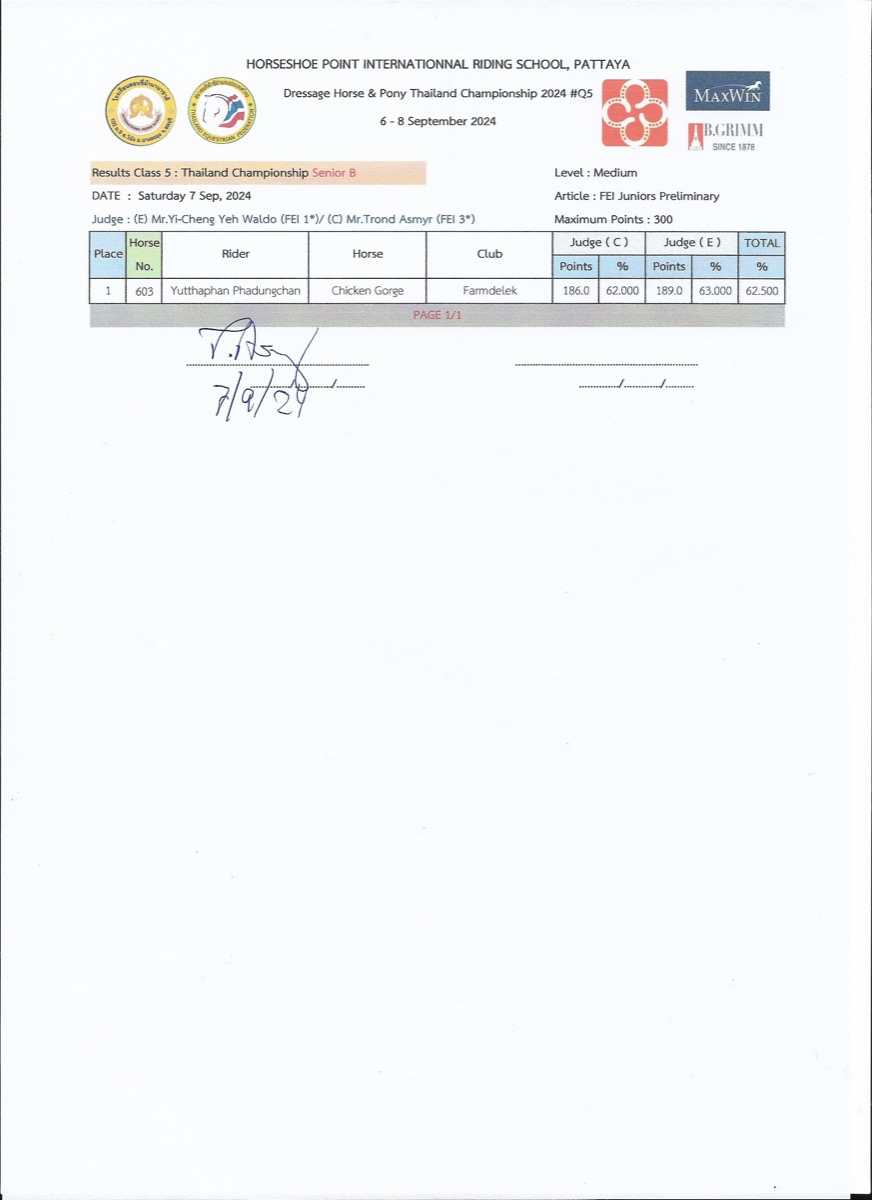 HORSESHOE POINT INTERNATIONNAL RIDING SCHOOL, PATTAYA
Dressage Horse & Pony Thailand Championship 2024 #Q5
6 - 8 September 2024
THAILAND EQUESTRIAN FEDERATION
MAXWIN
B.GRIMM
SINCE 1878
Results Class 5 : Thailand Championship Senior B
Level : Medium
DATE : Saturday 7 Sep, 2024
Article : FEI Juniors Preliminary
Judge : (E) Mr.Yi-Cheng Yeh Waldo (FEI 1*)/ (C) Mr.Trond Asmyr (FEI 3*)
Maximum Points : 300
Place Horse No. Rider Horse Club Judge ( C ) Judge ( E ) TOTAL
Points % Points % %
1 603 Yutthaphan Phadungchan Chicken Gorge Farmdelek 186.0 62.000 189.0 63.000 62.500
PAGE 1/1
T.Asmy
7/9/24